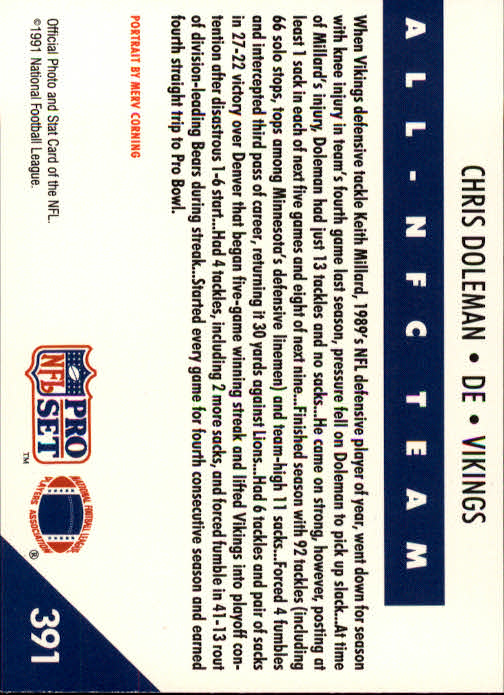 CHRIS DOLEMAN • DE • VIKINGS
ALL-NFC TEAM
When Vikings defensive tackle Keith Millard, 1989's NFL defensive player of year, went down for season
with knee injury in team's fourth game last season, pressure fell on Doleman to pick up slack...At time
of Millard's injury, Doleman had just 13 tackles and no sacks...He came on strong, however, posting at
least 1 sack in each of next five games and eight of next nine...Finished season with 92 tackles (including
66 solo stops, tops among Minnesota's defensive linemen) and team-high 11 sacks...Forced 4 fumbles
and intercepted third pass of career, returning it 30 yards against Lions...Had 6 tackles and pair of sacks
in 27-22 victory over Denver that began five-game winning streak and lifted Vikings into playoff con-
tention after disastrous 1-6 start...Had 4 tackles, including 2 more sacks, and forced fumble in 41-13 rout
of division-leading Bears during streak...Started every game for fourth consecutive season and earned
fourth straight trip to Pro Bowl.
PORTRAIT BY MERV CORNING
Official Photo and Stat Card of the NFL.
©1991 National Football League.
PRO
NFL SET
TM
NATIONAL FOOTBALL LEAGUE
PLAYERS ASSOCIATION
®
391